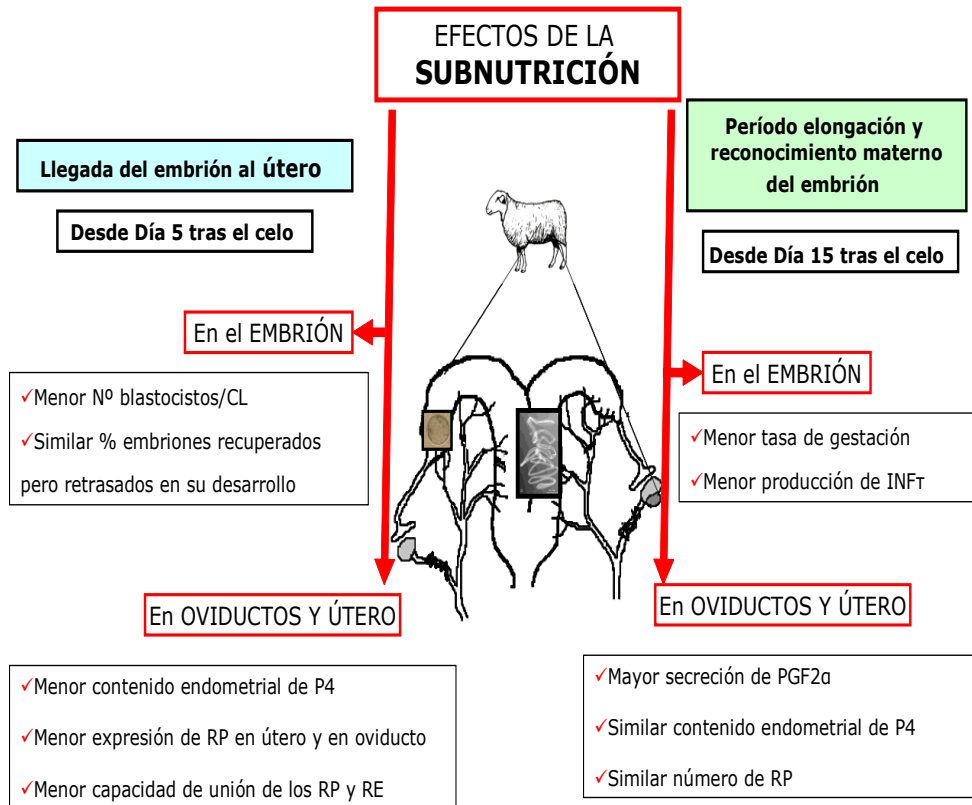 EFECTOS DE LA
SUBNUTRICIÓN
Llegada del embrión al útero
Desde Día 5 tras el celo
En el EMBRIÓN
✓Menor Nº blastocistos/CL
✓Similar % embriones recuperados
pero retrasados en su desarrollo
En OVIDUCTOS Y ÚTERO
✓Menor contenido endometrial de P4
✓Menor expresión de RP en útero y en oviducto
✓Menor capacidad de unión de los RP y RE
Período elongación y
reconocimiento materno
del embrión
Desde Día 15 tras el celo
En el EMBRIÓN
✓Menor tasa de gestación
✓Menor producción de INFτ
En OVIDUCTOS Y ÚTERO
✓Mayor secreción de PGF2α
✓Similar contenido endometrial de P4
✓Similar número de RP